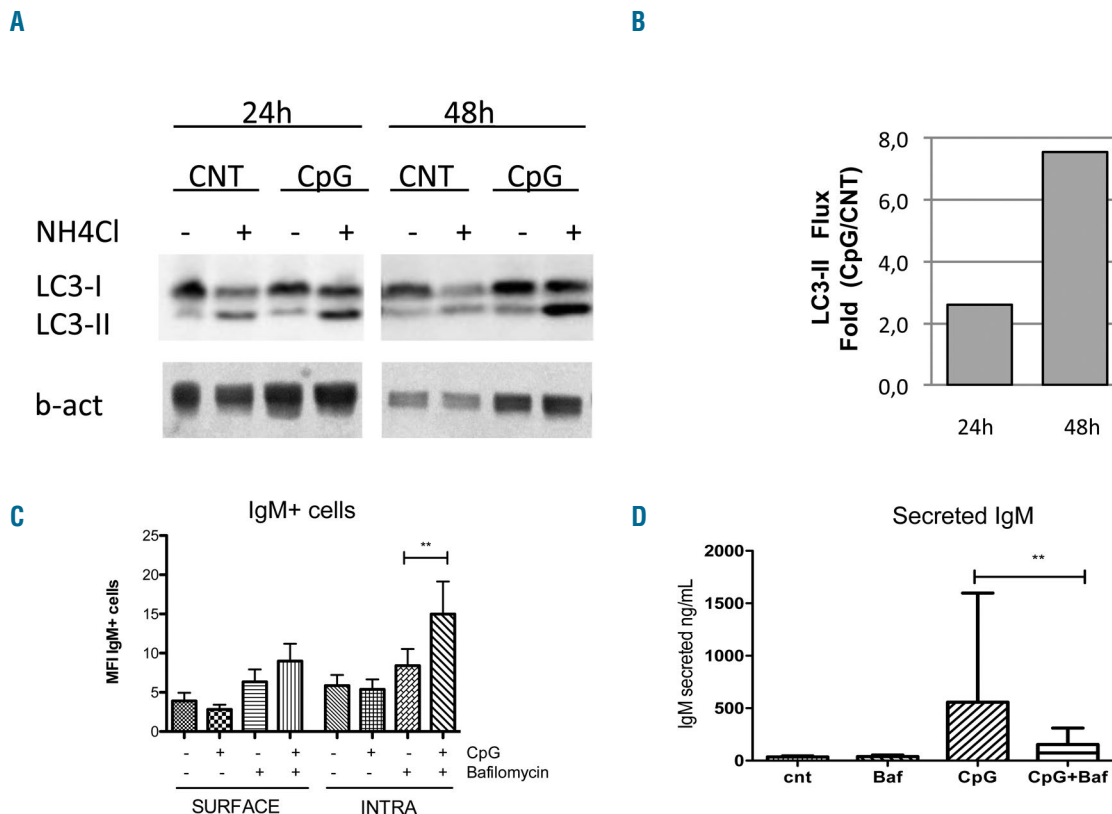 A
24h 48h
CNT CpG CNT CpG
NH4Cl - + - + - + - +
LC3-I
LC3-II
b-act
B
LC3-II Flux
Fold (CpG/CNT)
8,0
6,0
4,0
2,0
0,0
24h 48h
C
IgM+ cells
MFI IgM+ cells
25
20
15
10
5
0
**
- + - + - + - + CpG
- - + + - - + + Bafilomycin
SURFACE INTRA
D
Secreted IgM
IgM secreted ng/mL
2000
1500
1000
500
0
**
cnt Baf CpG CpG+Baf